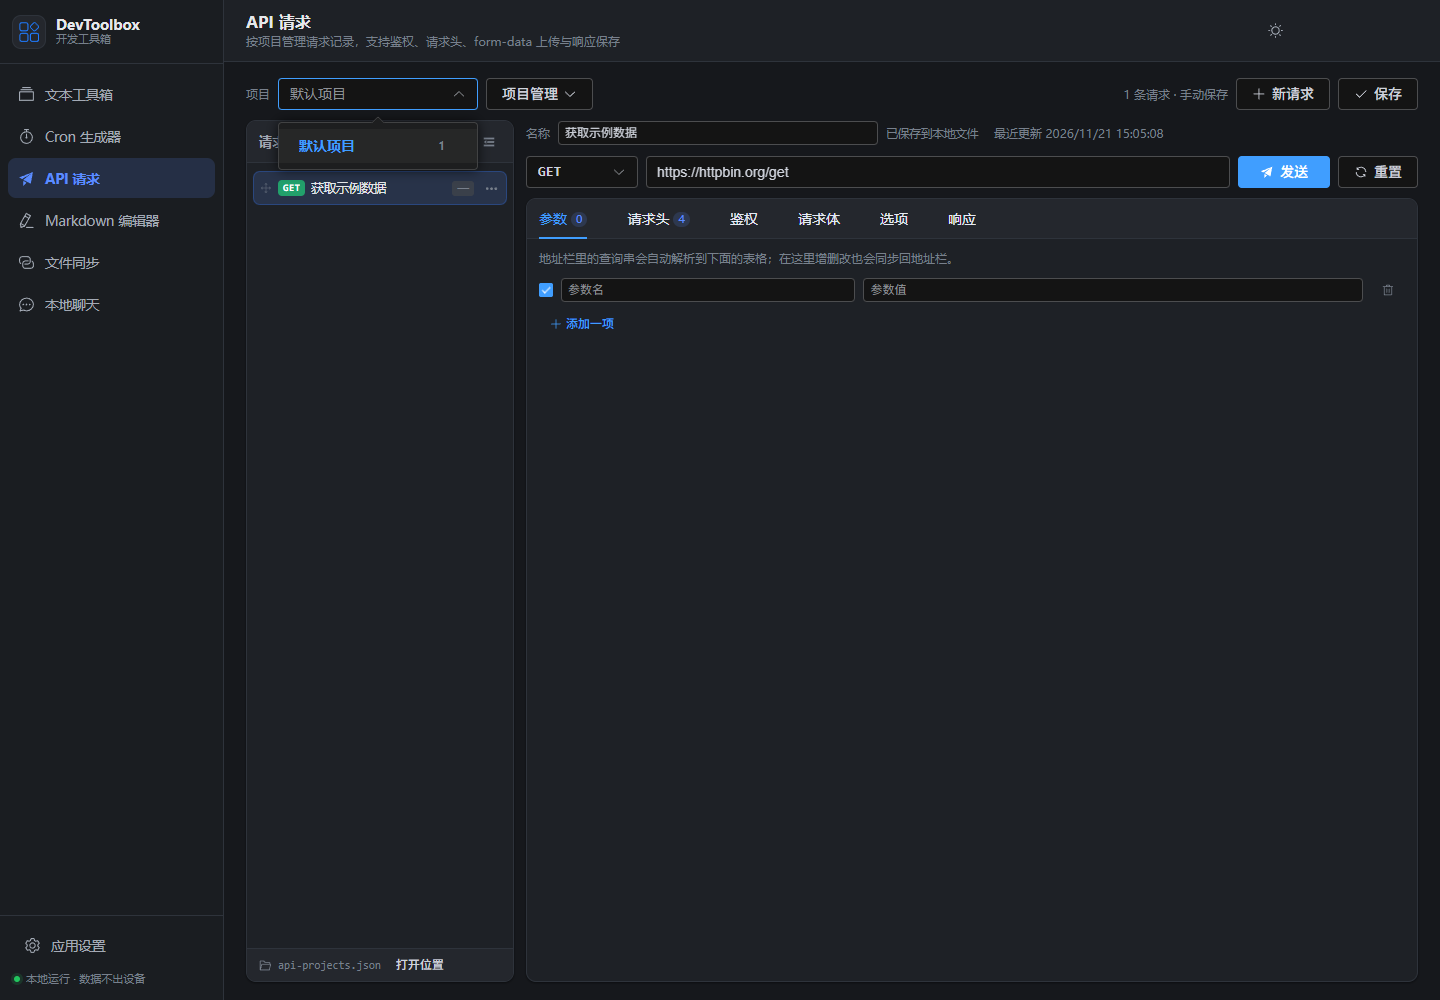 DevToolbox
开发工具箱
文本工具箱
Cron 生成器
API 请求
Markdown 编辑器
文件同步
本地聊天
应用设置
本地运行 · 数据不出设备
API 请求
按项目管理请求记录，支持鉴权、请求头、form-data 上传与响应保存
项目
默认项目
项目管理
1 条请求 · 手动保存
新请求
保存
默认项目 1
GET 获取示例数据
api-projects.json 打开位置
名称 获取示例数据 已保存到本地文件 最近更新 2026/11/21 15:05:08
GET https://httpbin.org/get 发送 重置
参数 0 请求头 4 鉴权 请求体 选项 响应
地址栏里的查询串会自动解析到下面的表格；在这里增删改也会同步回地址栏。
参数名 参数值
添加一项